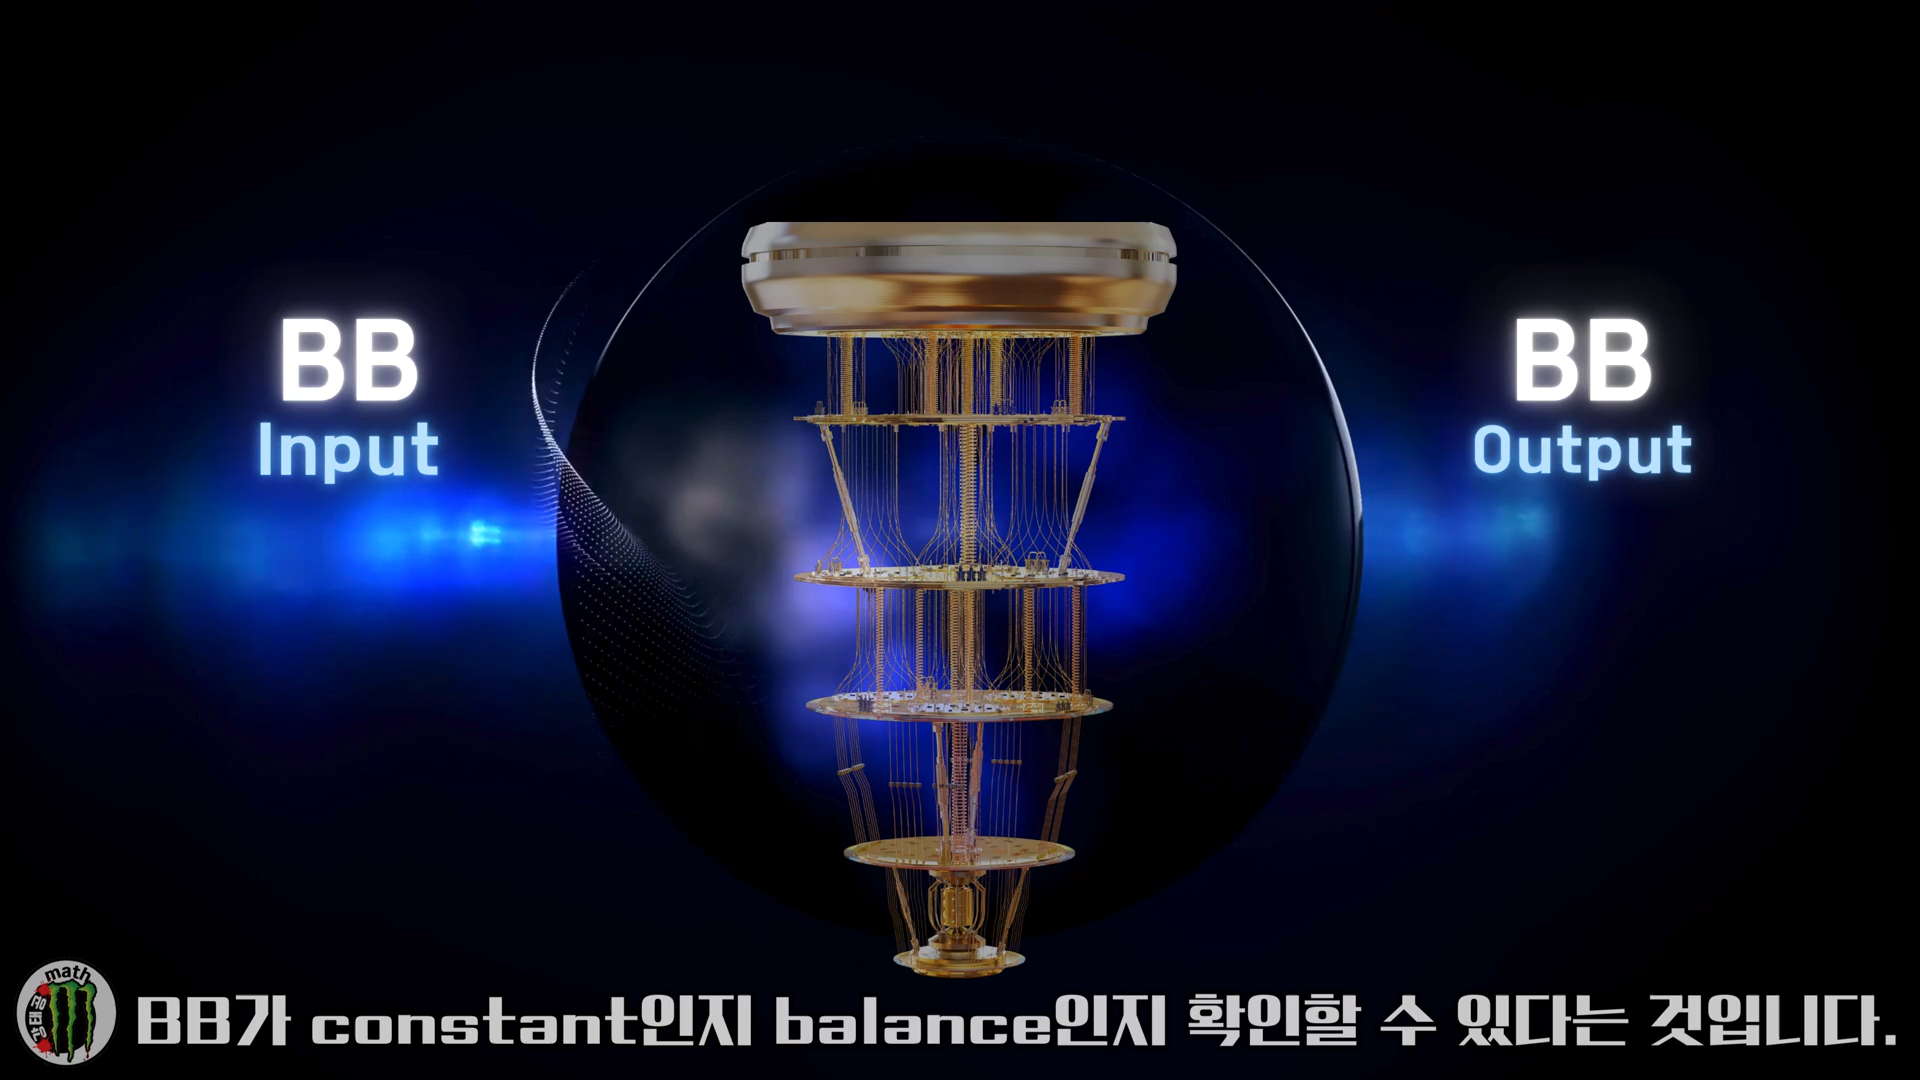 BB
Input
BB
Output
math
BB가 constant인지 balance인지 확인할 수 있다는 것입니다.